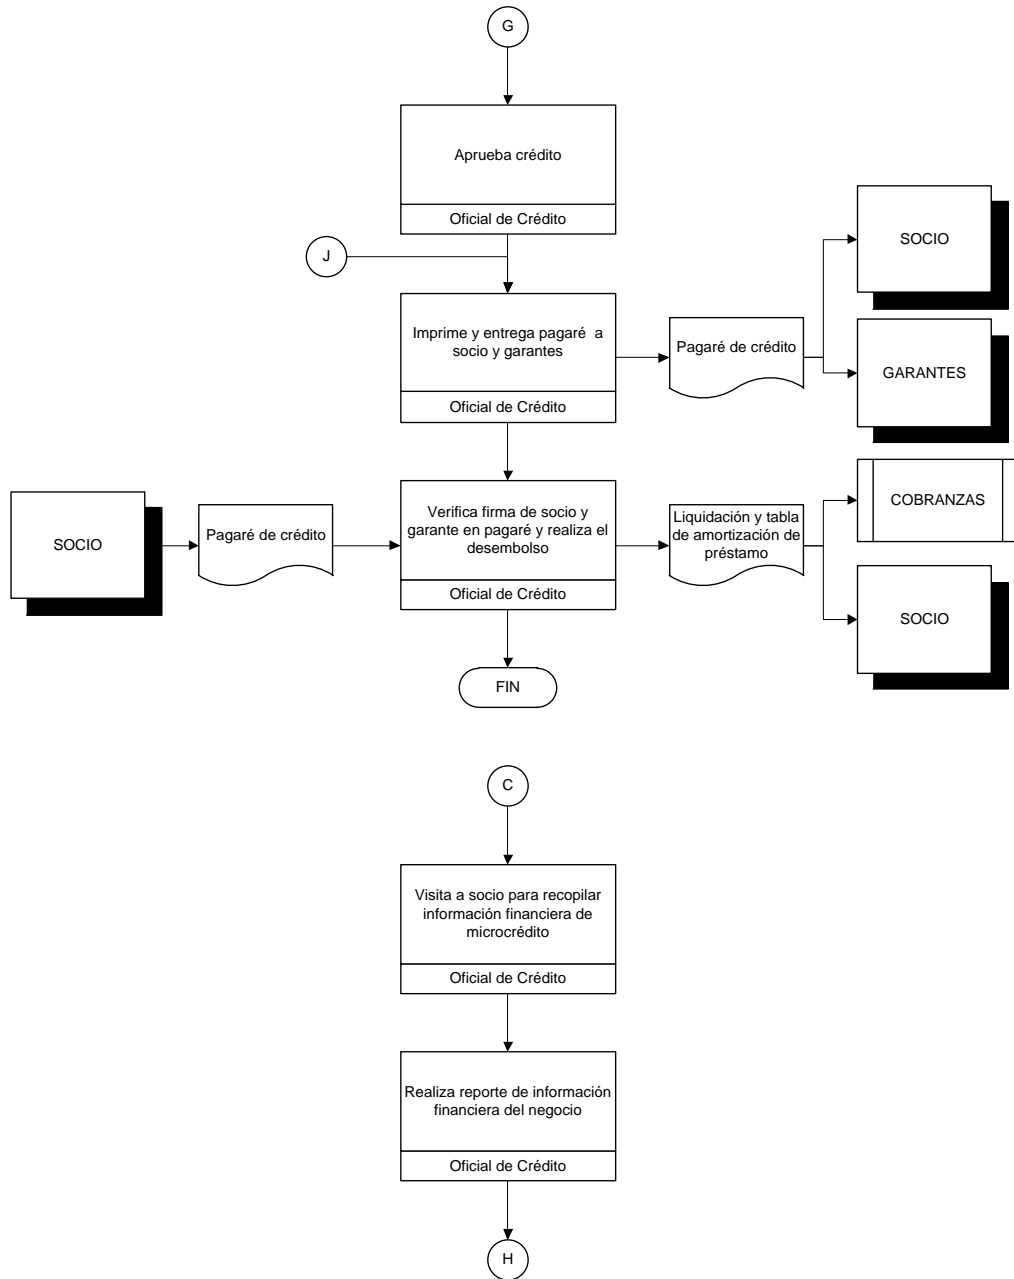 G
Aprueba crédito
Oficial de Crédito
J
Imprime y entrega pagaré a
socio y garantes
Oficial de Crédito
Pagaré de crédito
SOCIO
GARANTES
SOCIO
Pagaré de crédito
Verifica firma de socio y
garante en pagaré y realiza el
desembolso
Oficial de Crédito
Liquidación y tabla
de amortización de
préstamo
COBRANZAS
SOCIO
FIN
C
Visita a socio para recopilar
información financiera de
microcrédito
Oficial de Crédito
Realiza reporte de información
financiera del negocio
Oficial de Crédito
H